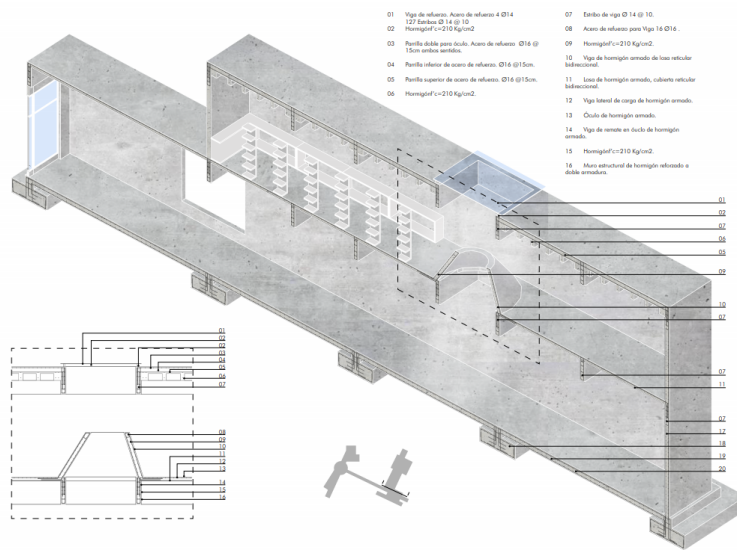 01 Viga de refuerzo. Acero de refuerzo 4 Ø14
127 Estribos Ø 14 @ 10
02 Hormigónf'c=210 Kg/cm2
03 Parrilla doble para óculo. Acero de refuerzo Ø16 @
15cm ambos sentidos.
04 Parrilla inferior de acero de refuerzo. Ø16 @15cm.
05 Parrilla superior de acero de refuerzo. Ø16 @15cm.
06 Hormigónf'c=210 Kg/cm2.
07 Estribo de viga Ø 14 @ 10.
08 Acero de refuerzo para Viga 16 Ø16 .
09 Hormigónf'c=210 Kg/cm2.
10 Viga de hormigón armado de losa reticular
bidireccional.
11 Losa de hormigón armado, cubierta reticular
bidireccional.
12 Viga lateral de carga de hormigón armado.
13 Óculo de hormigón armado.
14 Viga de remate en óuclo de hormigón
armado.
15 Hormigónf'c=210 Kg/cm2.
16 Muro estructural de hormigón reforzado a
doble armadura.
01
02
07
06
05
09
10
07
07
11
07
17
18
19
20
01
02
02
03
04
05
06
07
08
09
10
11
12
13
14
15
16